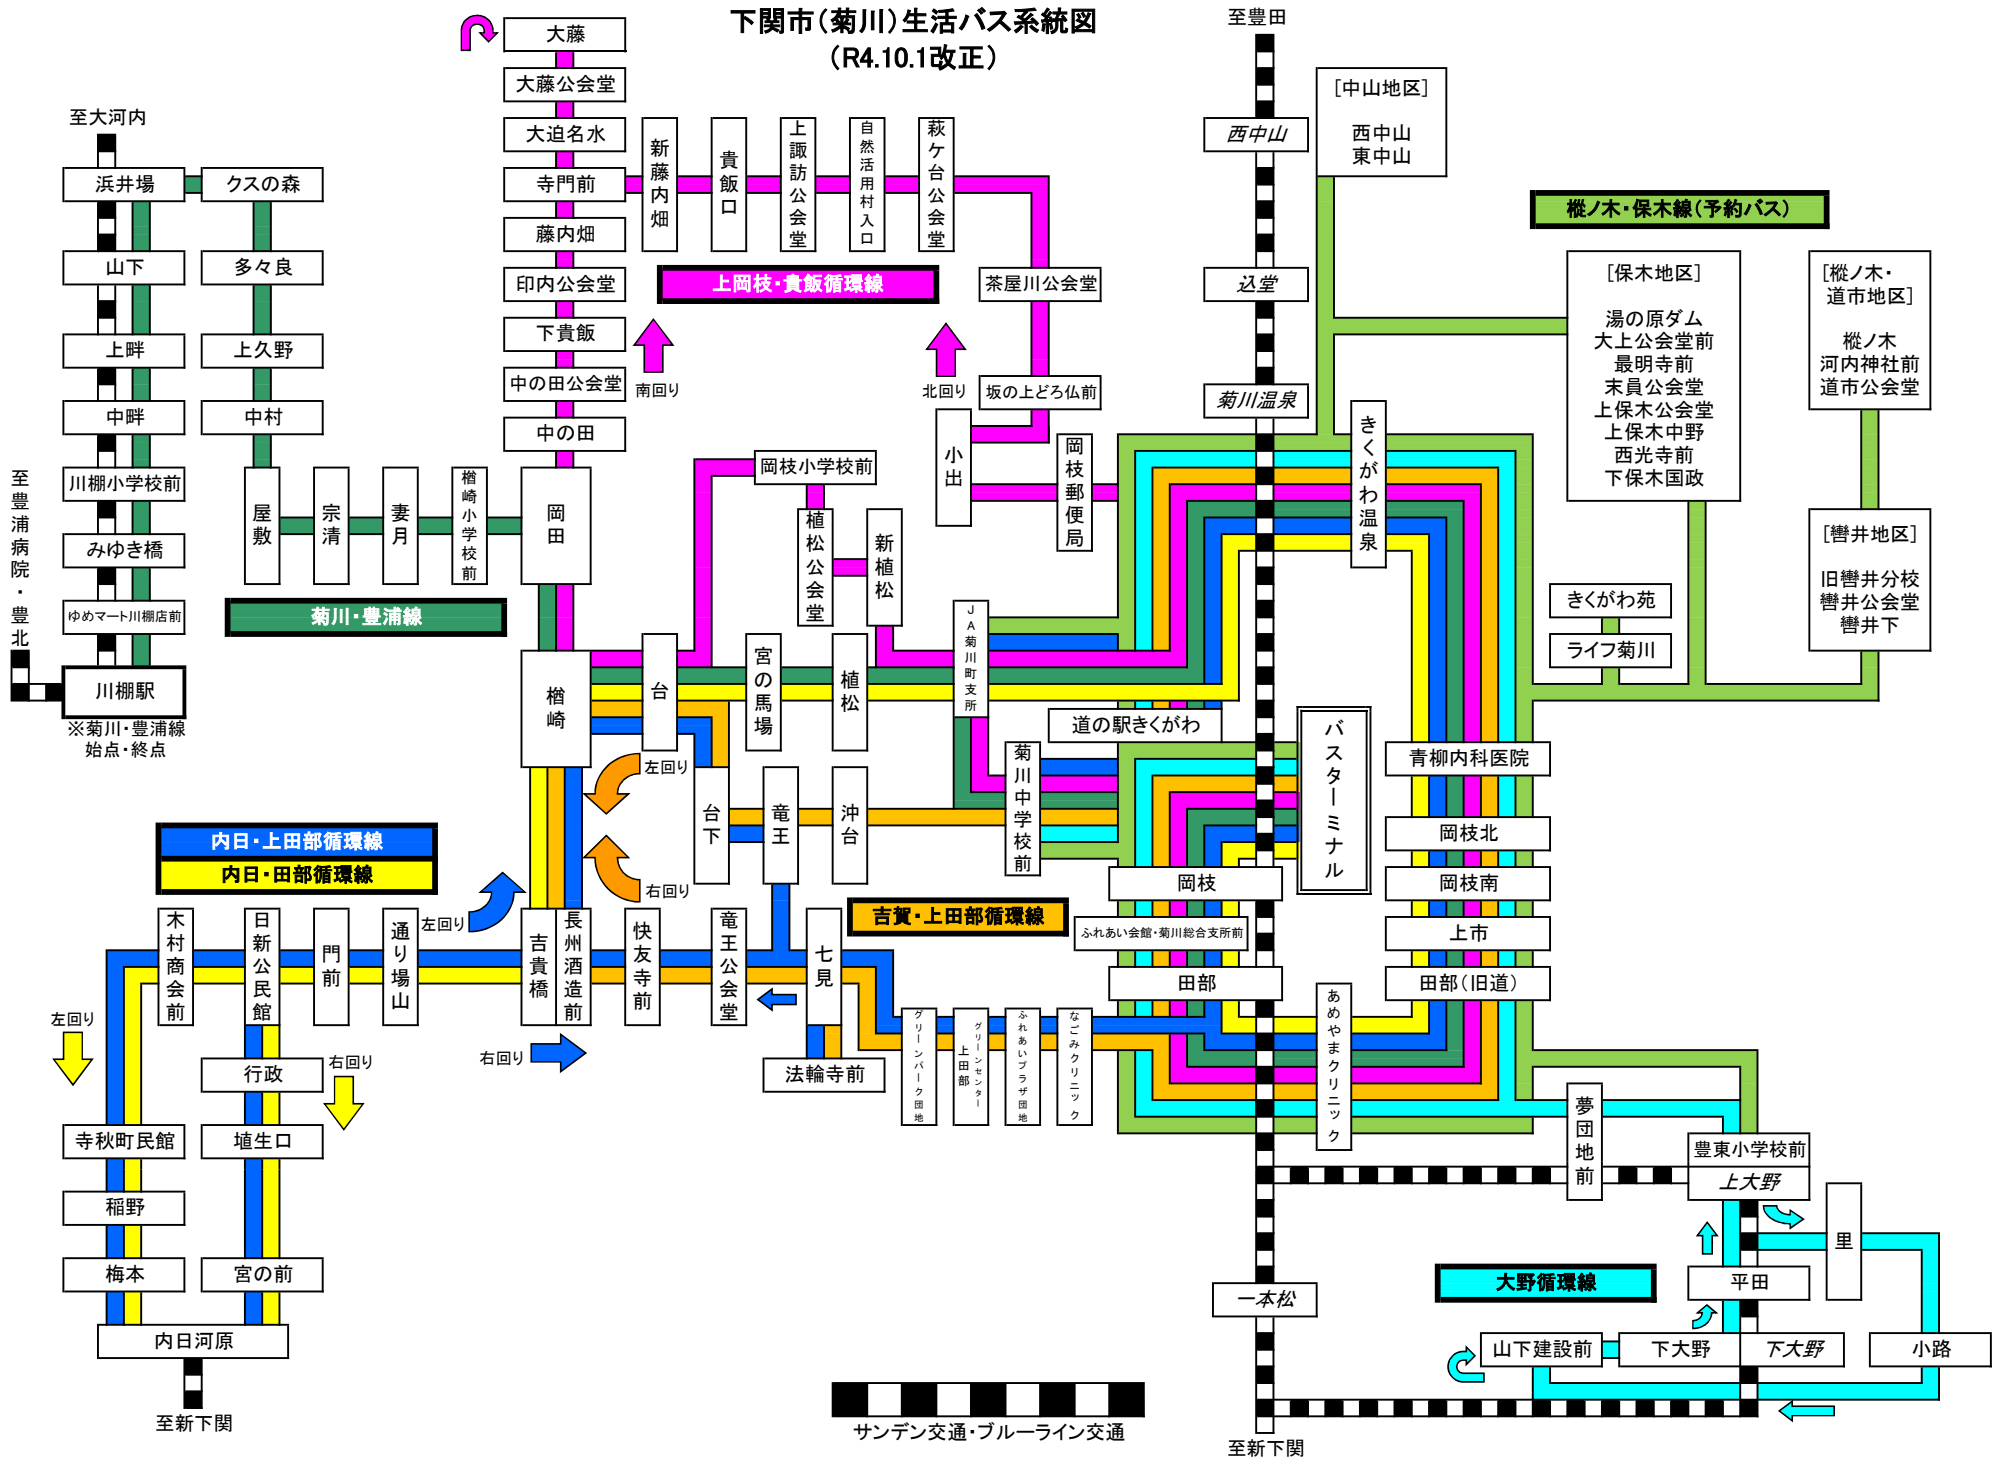 下関市(菊川)生活バス系統図
(R4.10.1改正)
至豊田
至大河内
大藤
大藤公会堂
大迫名水
寺門前
藤内畑
印内公会堂
下貴飯
中の田公会堂
中の田
新藤内畑
貴飯口
上諏訪公会堂
自然活用村入口
萩ケ台公会堂
茶屋川公会堂
坂の上どろ仏前
小出
岡枝郵便局
上岡枝・貴飯循環線
南回り
北回り
西中山
込堂
菊川温泉
[中山地区]
西中山
東中山
樅ノ木・保木線(予約バス)
[保木地区]
湯の原ダム
大上公会堂前
最明寺前
末員公会堂
上保木公会堂
上保木中野
西光寺前
下保木国政
[樅ノ木・
道市地区]
樅ノ木
河内神社前
道市公会堂
[轡井地区]
旧轡井分校
轡井公会堂
轡井下
きくがわ苑
ライフ菊川
浜井場
クスの森
山下
多々良
上畔
上久野
中畔
中村
川棚小学校前
みゆき橋
ゆめマート川棚店前
川棚駅
※菊川・豊浦線
始点・終点
至豊浦病院・豊北
屋敷
宗清
妻月
楢崎小学校前
岡田
菊川・豊浦線
岡枝小学校前
植松公会堂
新植松
JA菊川町支所
きくがわ温泉
楢崎
台
宮の馬場
植松
道の駅きくがわ
バスターミナル
菊川中学校前
左回り
右回り
台下
竜王
沖台
青柳内科医院
岡枝北
岡枝南
上市
田部(旧道)
岡枝
ふれあい会館・菊川総合支所前
田部
内日・上田部循環線
内日・田部循環線
吉賀・上田部循環線
左回り
木村商会前
日新公民館
門前
通り場山
吉貴橋
長州酒造前
快友寺前
竜王公会堂
七見
法輪寺前
グリーンパーク団地
グリーンセンター
上田部
ふれあいプラザ団地
なごみクリニック
あめやまクリニック
左回り
右回り
右回り
行政
寺秋町民館
埴生口
稲野
梅本
宮の前
内日河原
至新下関
夢団地前
豊東小学校前
上大野
里
平田
大野循環線
一本松
山下建設前
下大野
下大野
小路
サンデン交通・ブルーライン交通
至新下関